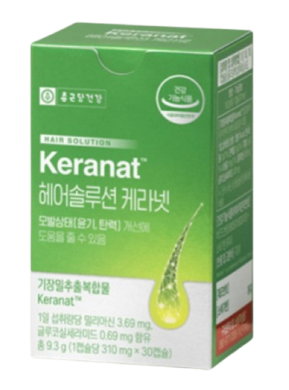 종근당건강
건강
기능식품
HAIR SOLUTION
Keranat™
헤어솔루션 케라넷
모발상태(윤기, 탄력) 개선에
도움을 줄 수 있음
기장밀추출복합물
Keranat™
1일 섭취량당 밀리아신 3.69 mg,
글루코실세라마이드 0.69 mg 함유
총 9.3 g (1캡슐당 310 mg × 30캡슐)